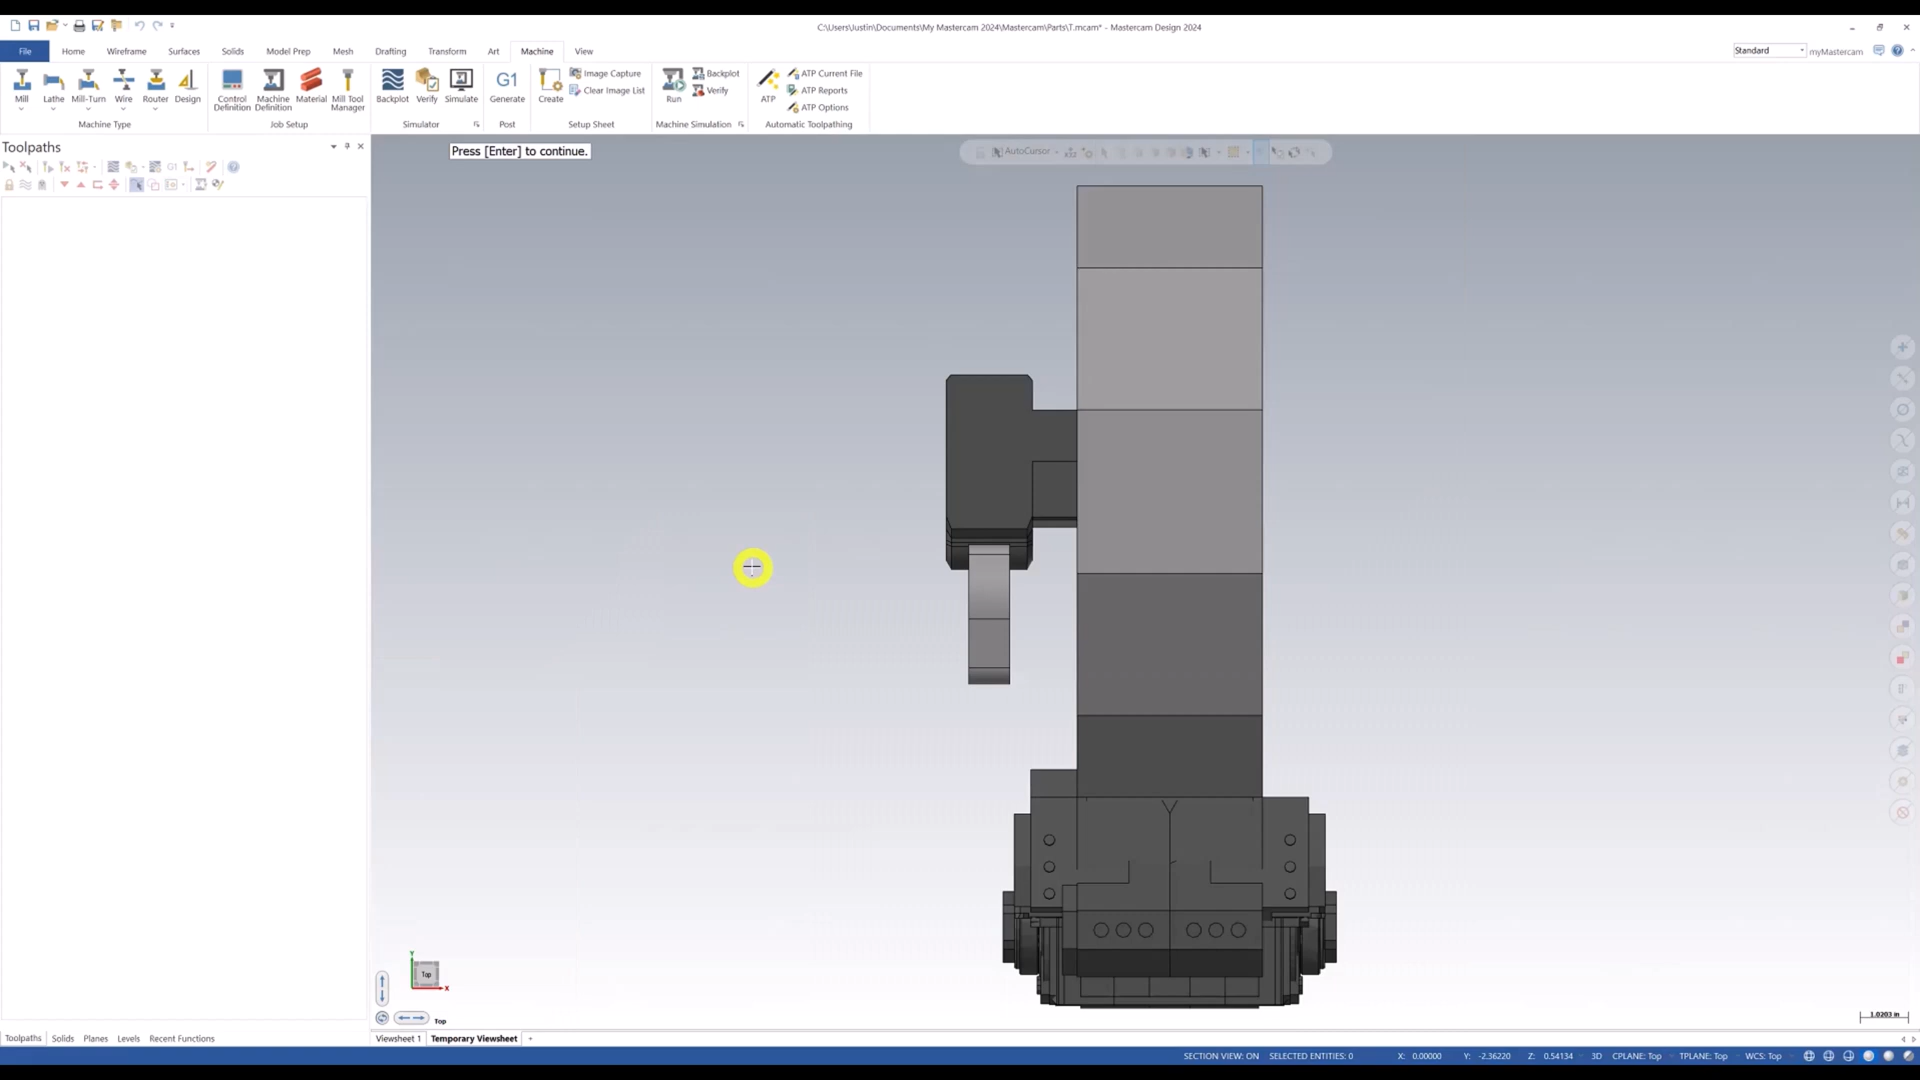 C:\Users\Justin\Documents\My Mastercam 2024\Mastercam\Parts\T.mcam* - Mastercam Design 2024
File Home Wireframe Surfaces Solids Model Prep Mesh Drafting Transform Art Machine View
Standard myMastercam
Mill Lathe Mill-Turn Wire Router Design
Machine Type
Control Definition Machine Definition Material Mill Tool Manager
Job Setup
Backplot Verify Simulate
Simulator
G1
Generate
Post
Create Image Capture
Clear Image List
Setup Sheet
Run Backplot
Verify
Machine Simulation
ATP ATP Current File
ATP Reports
ATP Options
Automatic Toolpathing
Toolpaths
G1
Press [Enter] to continue.
AutoCursor
Y
Top
X
Top
1.0203 in
Toolpaths Solids Planes Levels Recent Functions
Viewsheet 1 Temporary Viewsheet +
SECTION VIEW: ON SELECTED ENTITIES: 0 X: 0.00000 Y: -2.36220 Z: 0.54134 3D CPLANE: Top TPLANE: Top WCS: Top